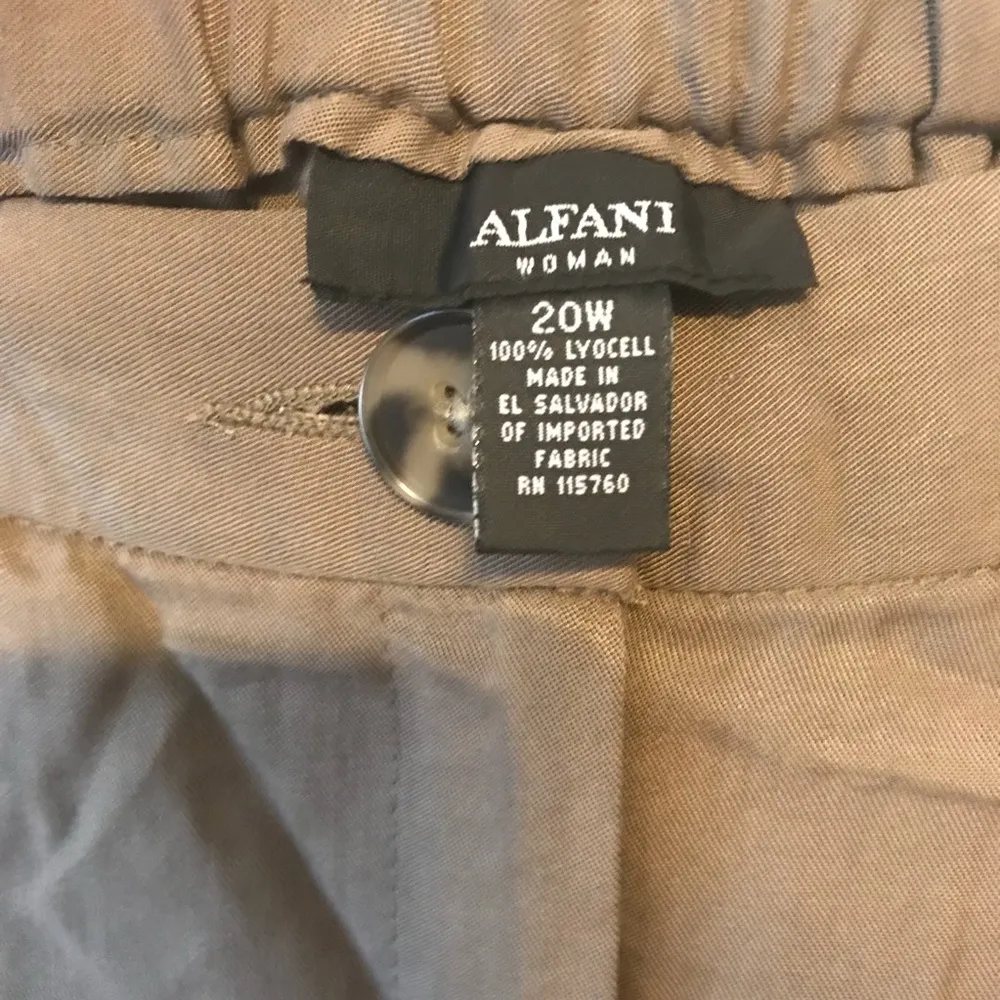 ALFANI
WOMAN
20W
100% LYOCELL
MADE IN
EL SALVADOR
OF IMPORTED
FABRIC
RN 115760